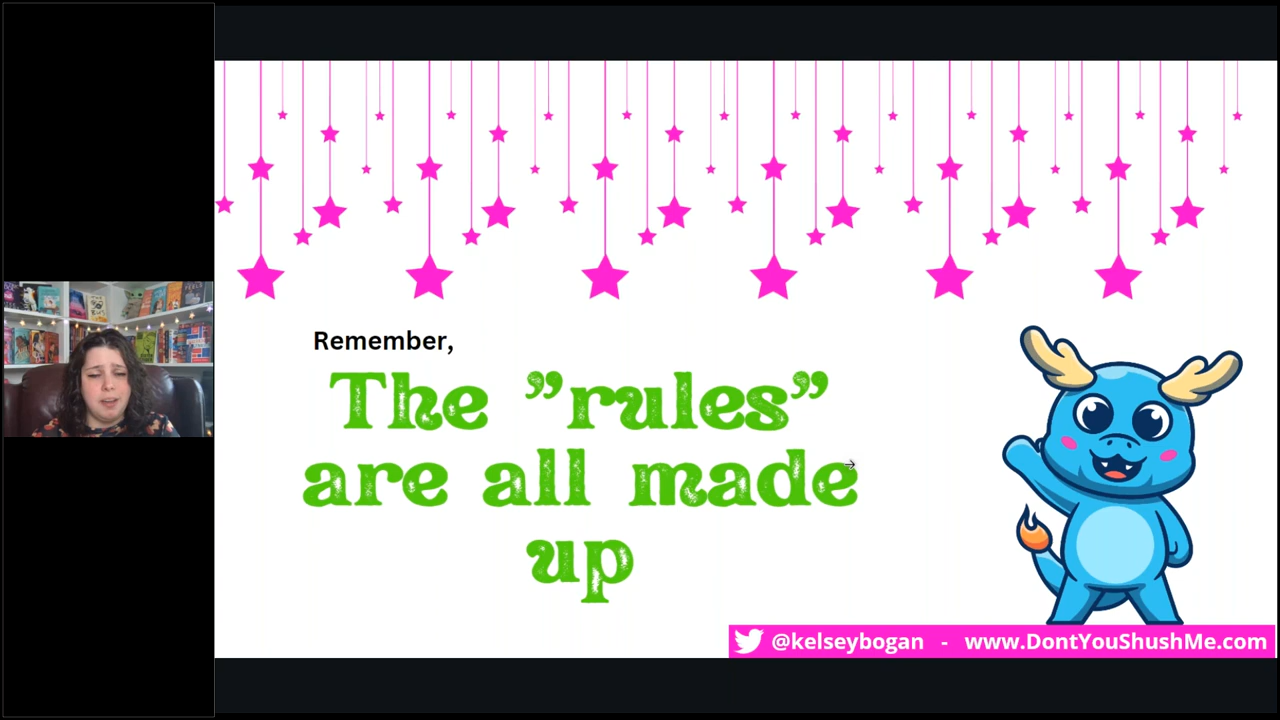 Remember,
The ”rules”
are all made
up
@kelseybogan - www.DontYouShushMe.com